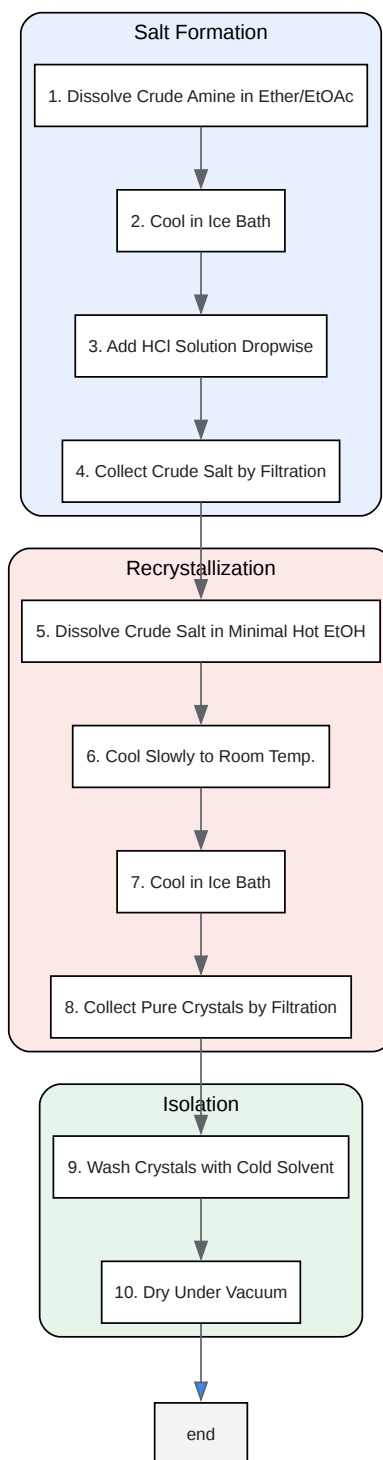 Salt Formation
1. Dissolve Crude Amine in Ether/EtOAc
2. Cool in Ice Bath
3. Add HCl Solution Dropwise
4. Collect Crude Salt by Filtration
Recrystallization
5. Dissolve Crude Salt in Minimal Hot EtOH
6. Cool Slowly to Room Temp.
7. Cool in Ice Bath
8. Collect Pure Crystals by Filtration
Isolation
9. Wash Crystals with Cold Solvent
10. Dry Under Vacuum
end